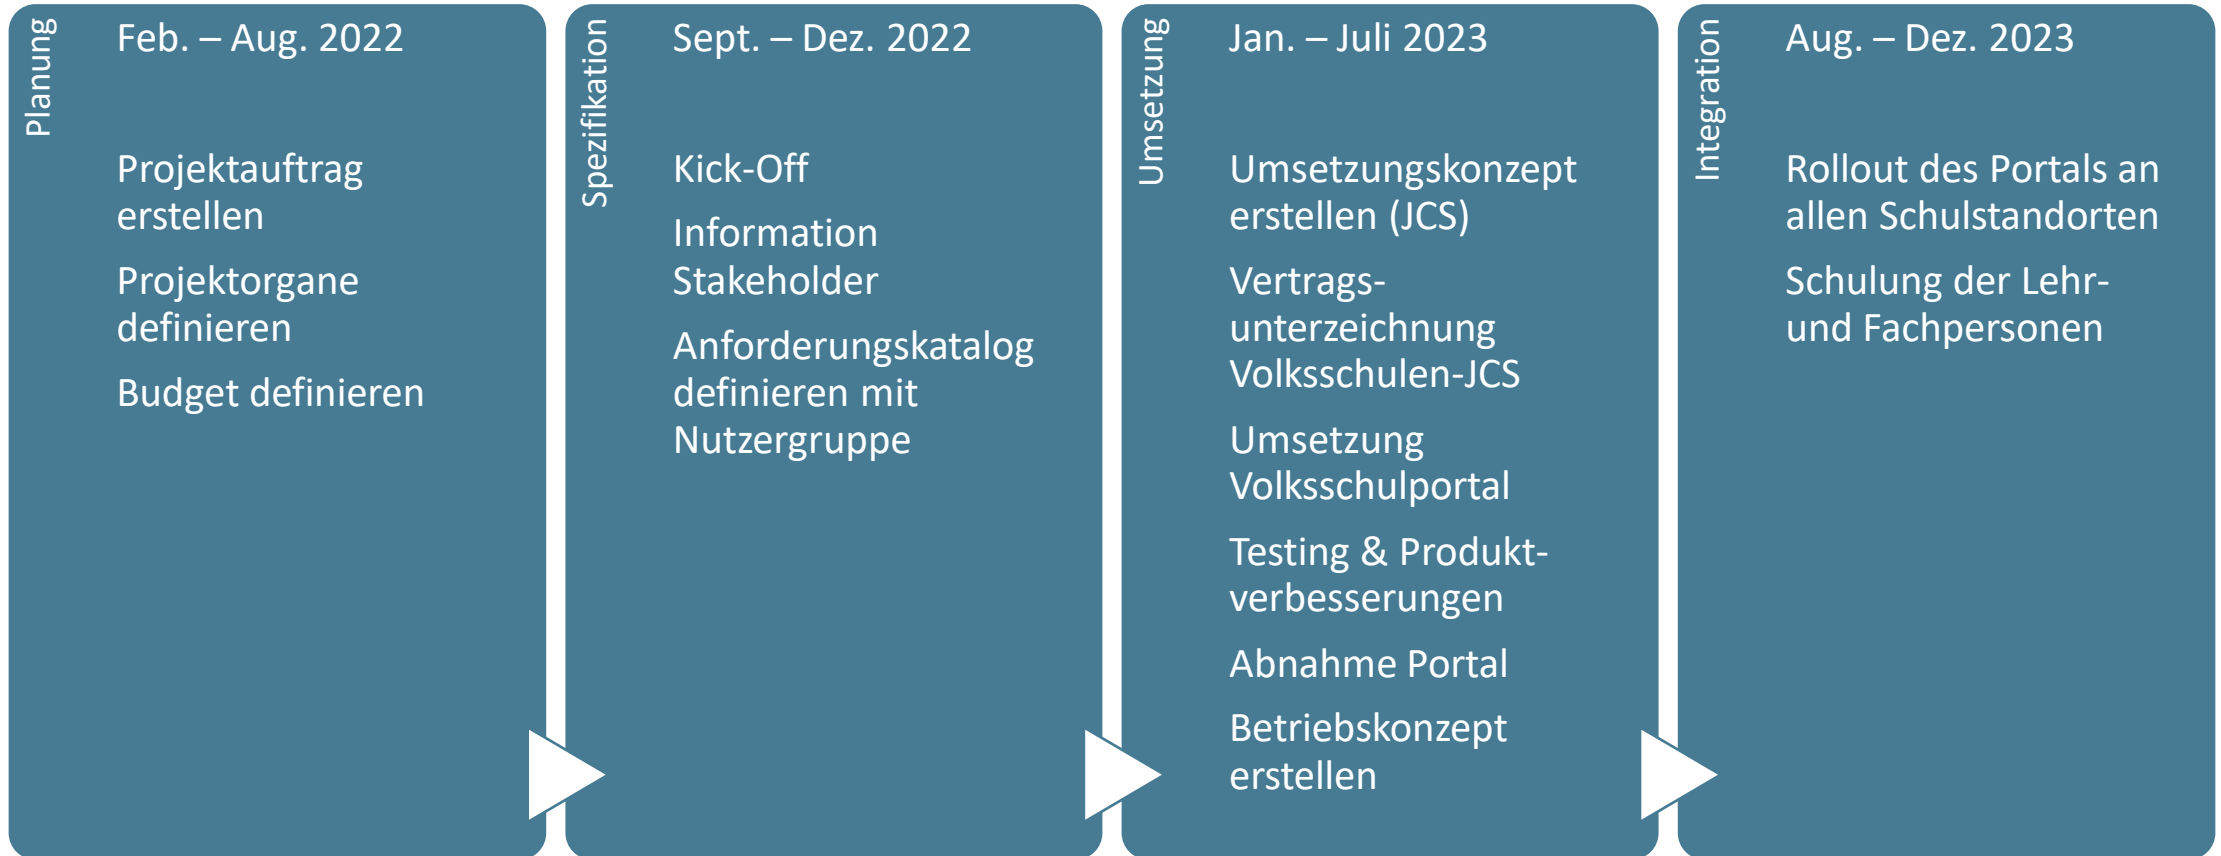 Planung
Feb. – Aug. 2022
Projektauftrag
erstellen
Projektorgane
definieren
Budget definieren
Spezifikation
Sept. – Dez. 2022
Kick-Off
Information
Stakeholder
Anforderungskatalog
definieren mit
Nutzergruppe
Umsetzung
Jan. – Juli 2023
Umsetzungskonzept
erstellen (JCS)
Vertrags-
unterzeichnung
Volksschulen-JCS
Umsetzung
Volksschulportal
Testing & Produkt-
verbesserungen
Abnahme Portal
Betriebskonzept
erstellen
Integration
Aug. – Dez. 2023
Rollout des Portals an
allen Schulstandorten
Schulung der Lehr-
und Fachpersonen